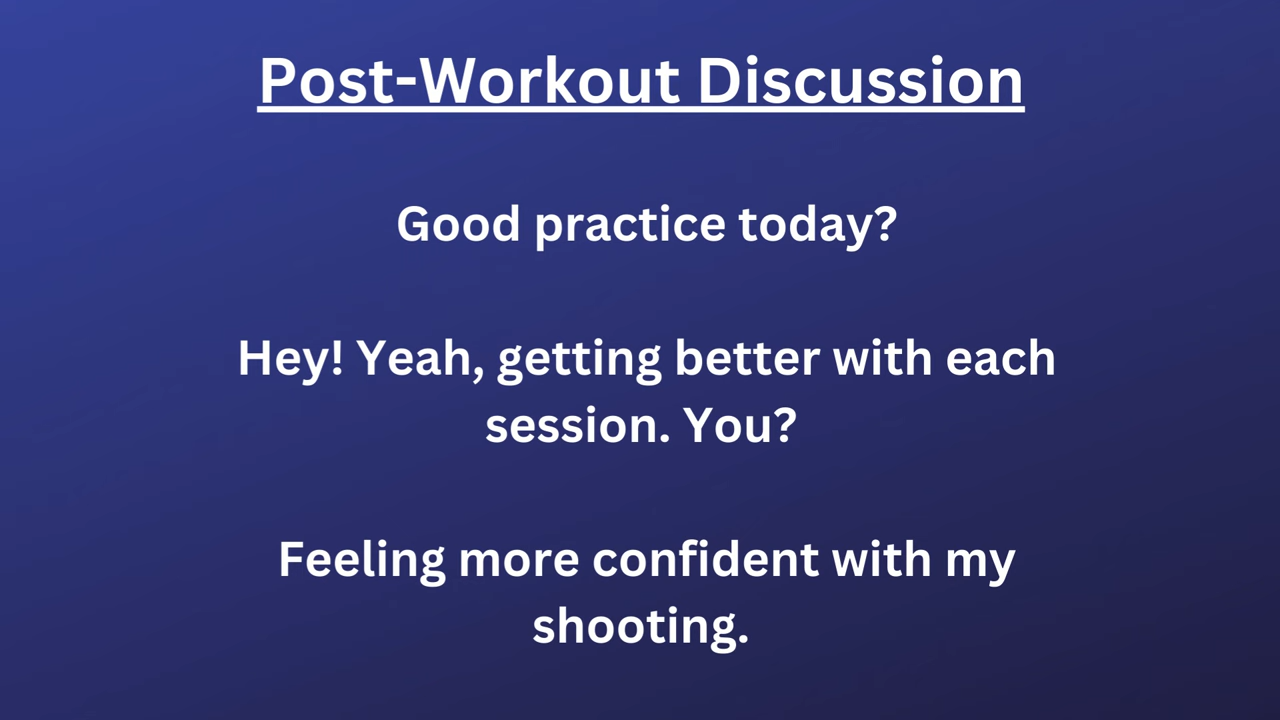 Post-Workout Discussion
Good practice today?
Hey! Yeah, getting better with each
session. You?
Feeling more confident with my
shooting.